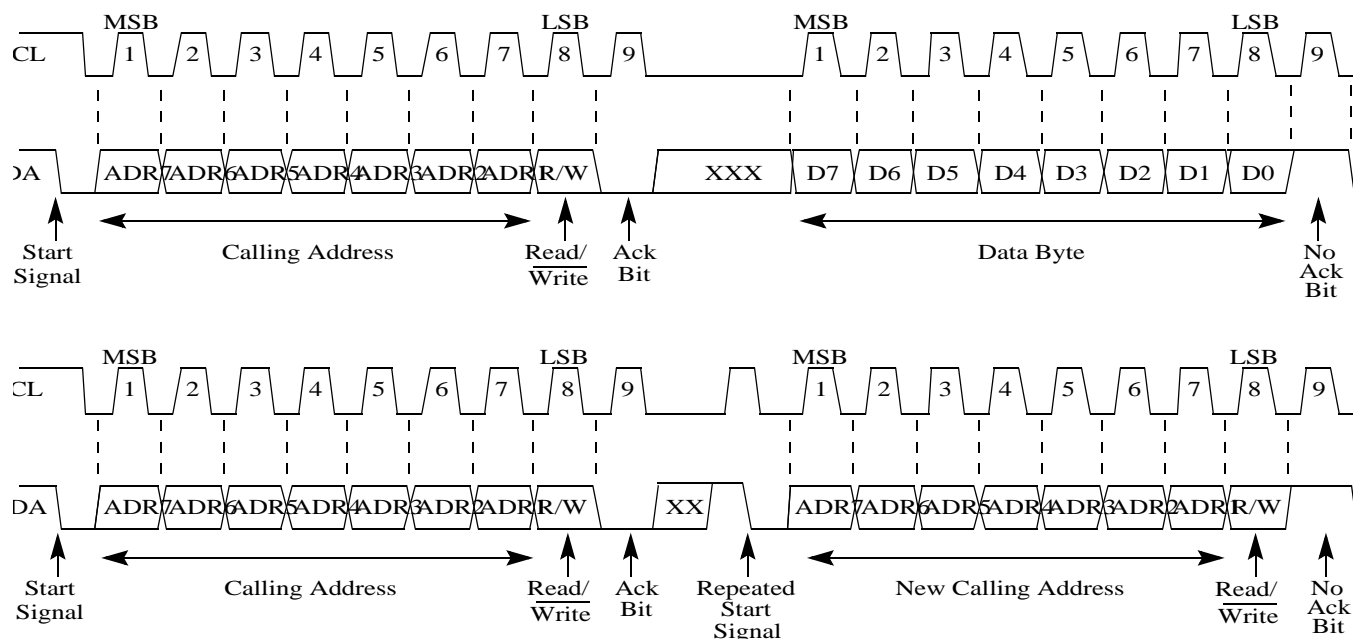 MSB LSB MSB LSB
CL 1 2 3 4 5 6 7 8 9 1 2 3 4 5 6 7 8 9
DA ADR7 ADR6 ADR5 ADR4 ADR3 ADR2 ADR1 R/W XXX D7 D6 D5 D4 D3 D2 D1 D0
Start Signal
Calling Address
Read/
Write
Ack
Bit
Data Byte
No
Ack
Bit
MSB LSB MSB LSB
CL 1 2 3 4 5 6 7 8 9 1 2 3 4 5 6 7 8 9
DA ADR7 ADR6 ADR5 ADR4 ADR3 ADR2 ADR1 R/W XX ADR7 ADR6 ADR5 ADR4 ADR3 ADR2 ADR1 R/W
Start
Signal
Calling Address
Read/
Write
Ack
Bit
Repeated
Start
Signal
New Calling Address
Read/
Write
No
Ack
Bit